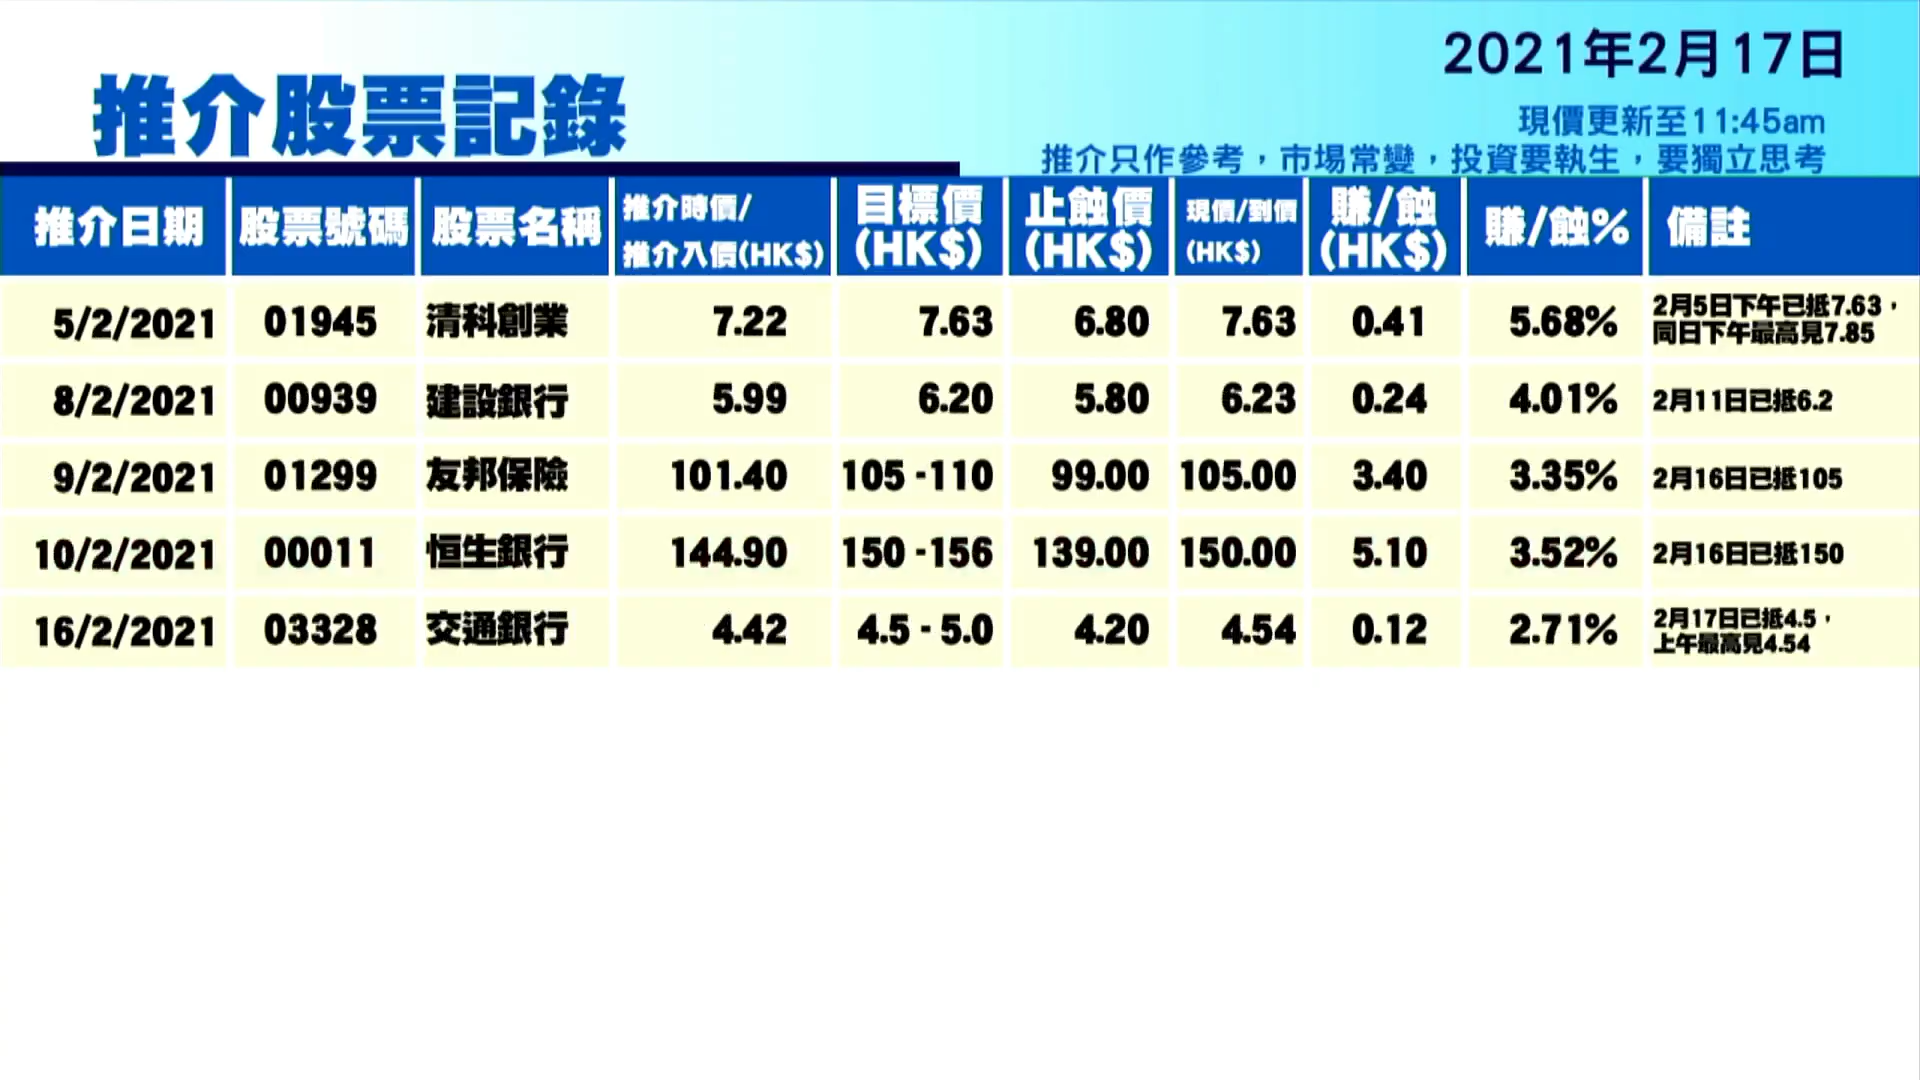 2021年2月17日
推介股票記錄
現價更新至11:45am
推介只作參考，市場常變，投資要執生，要獨立思考
推介日期 股票號碼 股票名稱 推介時價/推介入價(HK$) 目標價(HK$) 止蝕價(HK$) 現價/到價(HK$) 賺/蝕(HK$) 賺/蝕% 備註
5/2/2021 01945 清科創業 7.22 7.63 6.80 7.63 0.41 5.68% 2月5日下午已抵7.63，同日下午最高見7.85
8/2/2021 00939 建設銀行 5.99 6.20 5.80 6.23 0.24 4.01% 2月11日已抵6.2
9/2/2021 01299 友邦保險 101.40 105 -110 99.00 105.00 3.40 3.35% 2月16日已抵105
10/2/2021 00011 恒生銀行 144.90 150 -156 139.00 150.00 5.10 3.52% 2月16日已抵150
16/2/2021 03328 交通銀行 4.42 4.5 - 5.0 4.20 4.54 0.12 2.71% 2月17日已抵4.5，上午最高見4.54